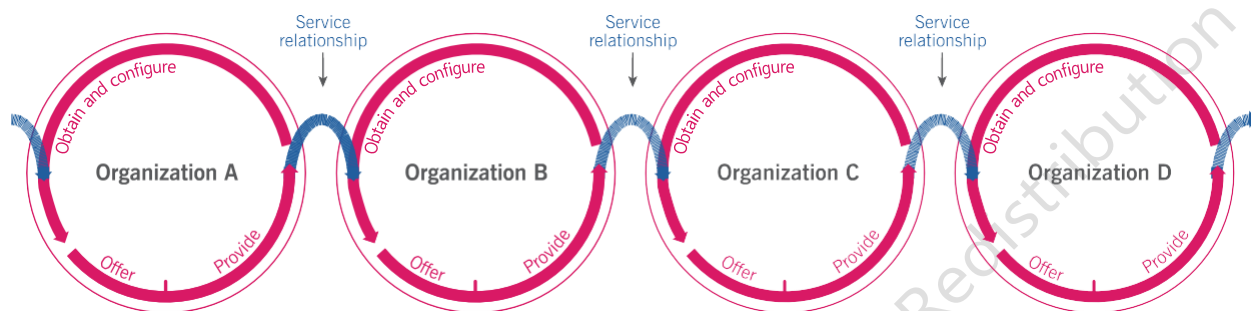 Service
relationship
Service
relationship
Service
relationship
Obtain and configure
Obtain and configure
Obtain and configure
Obtain and configure
Organization A
Organization B
Organization C
Organization D
Offer
Provide
Offer
Provide
Offer
Provide
Offer
Provide
Redistribution